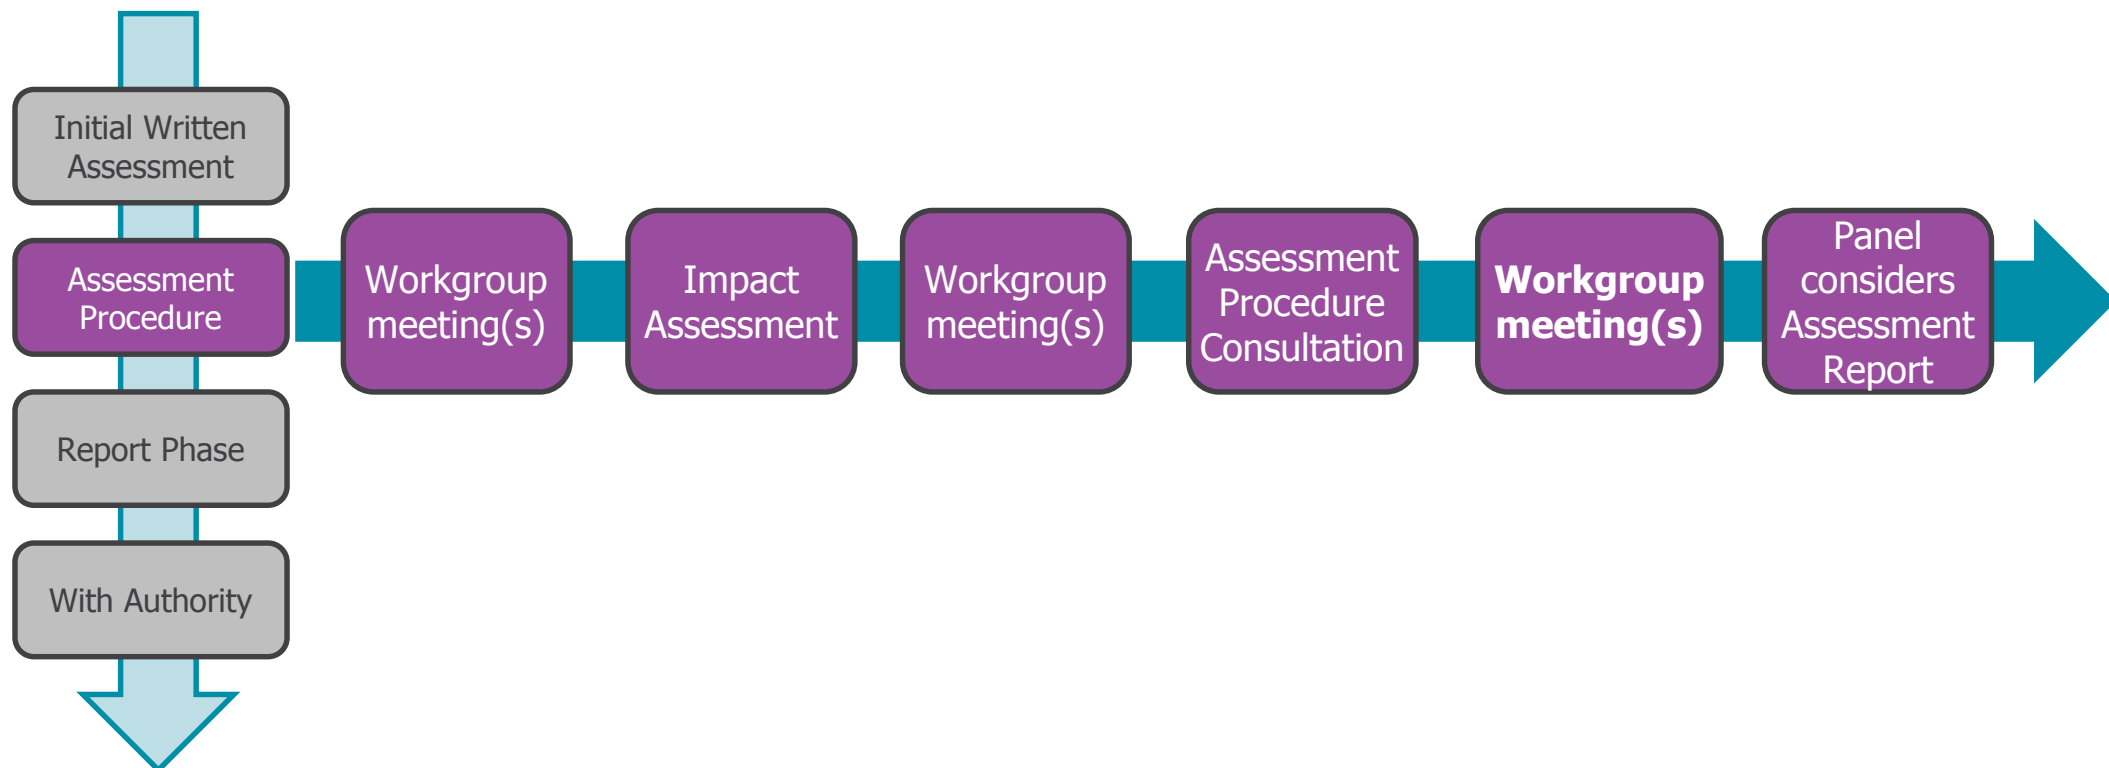 Initial Written
Assessment
Assessment
Procedure
Report Phase
With Authority
Workgroup
meeting(s)
Impact
Assessment
Workgroup
meeting(s)
Assessment
Procedure
Consultation
Workgroup
meeting(s)
Panel
considers
Assessment
Report